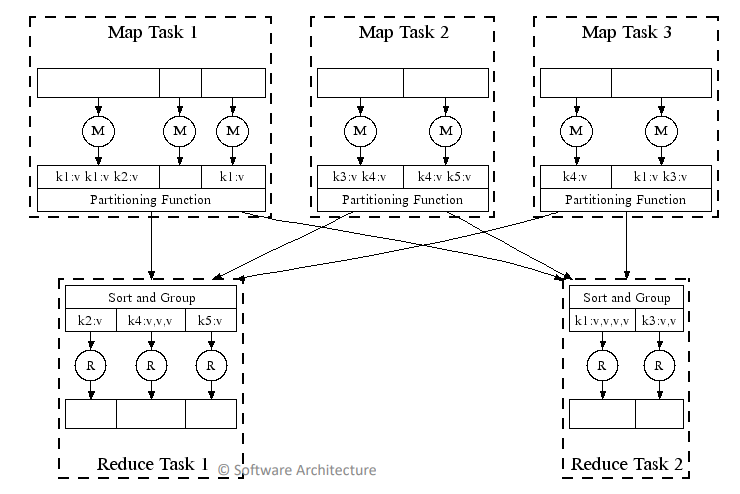 Map Task 1
Map Task 2
Map Task 3
M
M
M
M
M
M
M
k1:v k1:v k2:v
k1:v
k3:v k4:v
k4:v k5:v
k4:v
k1:v k3:v
Partitioning Function
Partitioning Function
Partitioning Function
Sort and Group
Sort and Group
k2:v
k4:v,v,v
k5:v
k1:v,v,v,v
k3:v,v
R
R
R
R
R
Reduce Task 1
Reduce Task 2
© Software Architecture